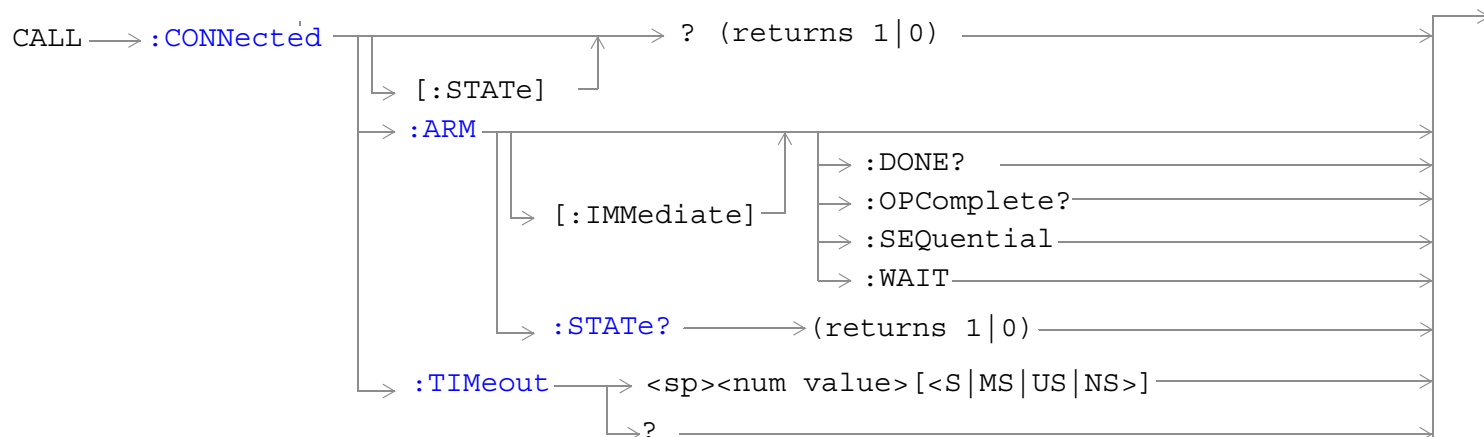 CALL :CONNected ? (returns 1|0)
[:STATe]
:ARM
:DONE?
:OPComplete?
[:IMMediate]
:SEQuential
:WAIT
:STATe? (returns 1|0)
:TIMeout <sp><num value>[<S|MS|US|NS>]
?